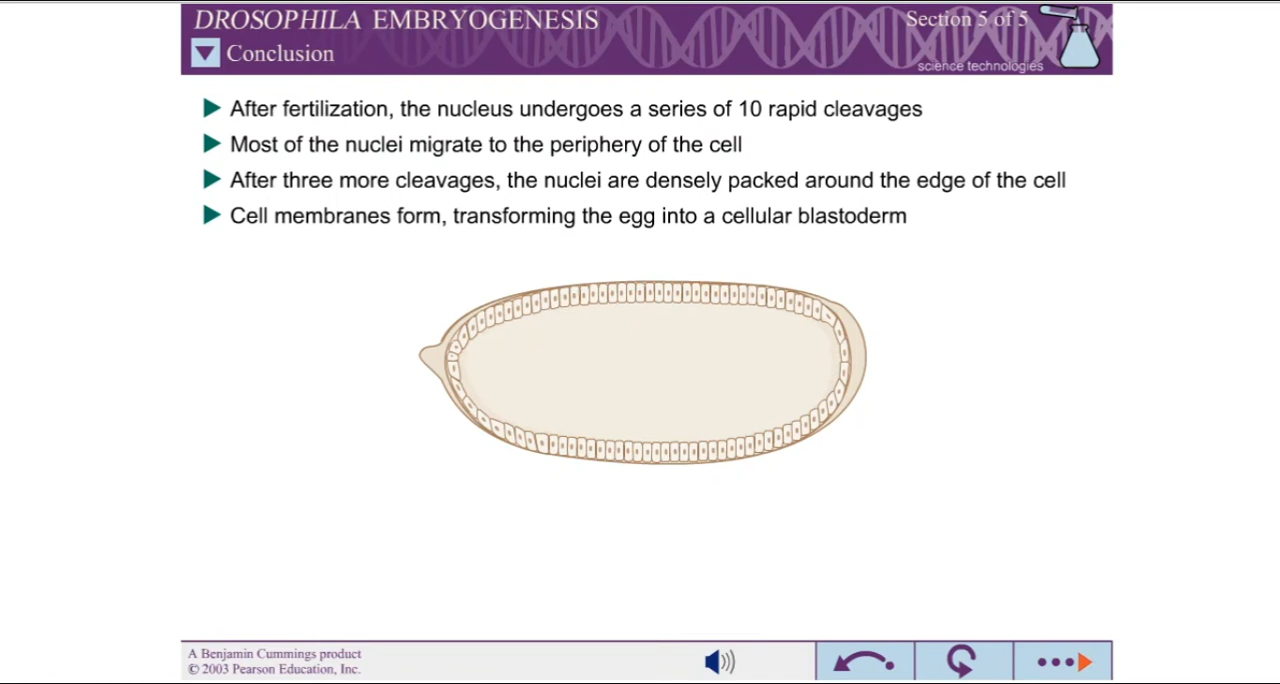 DROSOPHILA EMBRYOGENESIS
Section 5 of 5
Conclusion
science technologies
After fertilization, the nucleus undergoes a series of 10 rapid cleavages
Most of the nuclei migrate to the periphery of the cell
After three more cleavages, the nuclei are densely packed around the edge of the cell
Cell membranes form, transforming the egg into a cellular blastoderm
A Benjamin Cummings product
© 2003 Pearson Education, Inc.